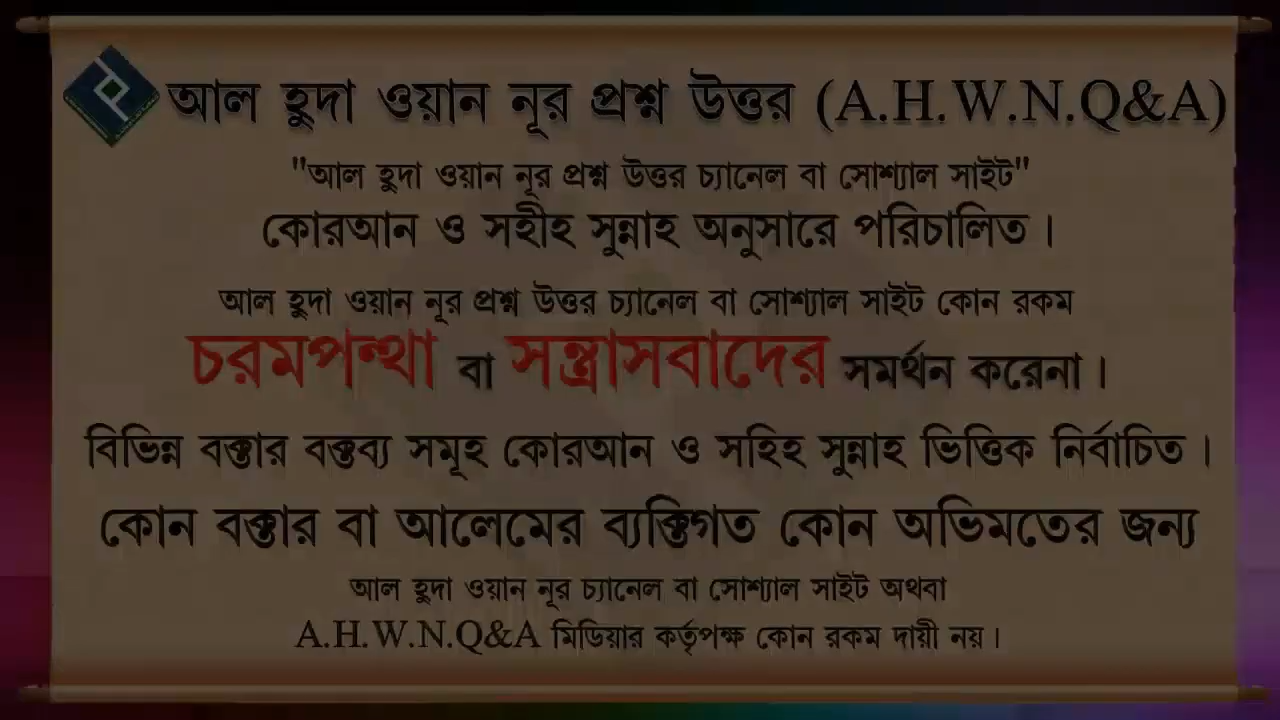 আল হুদা ওয়ান নূর প্রশ্ন উত্তর (A.H.W.N.Q&A)
"আল হুদা ওয়ান নূর প্রশ্ন উত্তর চ্যানেল বা সোশ্যাল সাইট"
কোরআন ও সহীহ সুন্নাহ অনুসারে পরিচালিত।
আল হুদা ওয়ান নূর প্রশ্ন উত্তর চ্যানেল বা সোশ্যাল সাইট কোন রকম
চরমপন্থা বা সন্ত্রাসবাদের সমর্থন করেনা।
বিভিন্ন বক্তার বক্তব্য সমূহ কোরআন ও সহিহ সুন্নাহ ভিত্তিক নির্বাচিত।
কোন বক্তার বা আলেমের ব্যক্তিগত কোন অভিমতের জন্য
আল হুদা ওয়ান নূর চ্যানেল বা সোশ্যাল সাইট অথবা
A.H.W.N.Q&A মিডিয়ার কর্তৃপক্ষ কোন রকম দায়ী নয়।